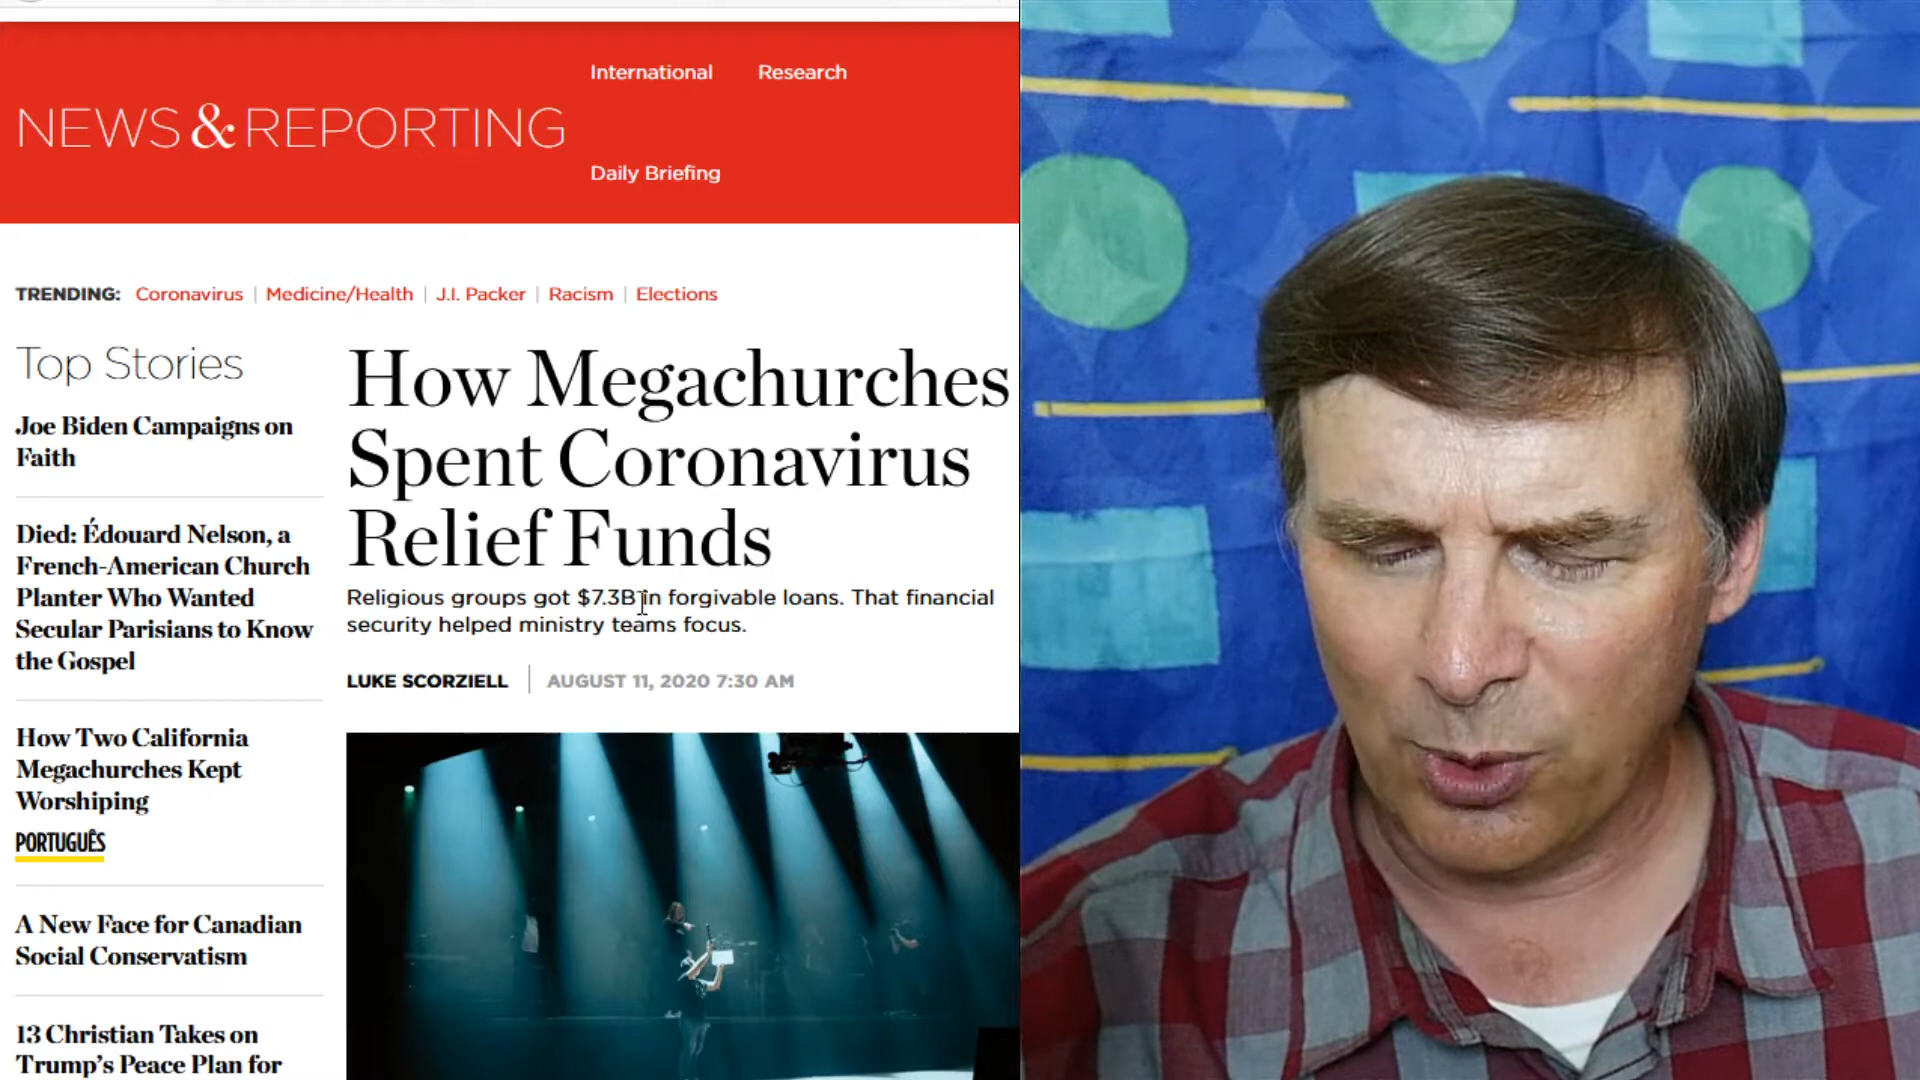 International Research
NEWS & REPORTING
Daily Briefing
TRENDING: Coronavirus | Medicine/Health | J.I. Packer | Racism | Elections
Top Stories
Joe Biden Campaigns on
Faith
Died: Édouard Nelson, a
French-American Church
Planter Who Wanted
Secular Parisians to Know
the Gospel
How Two California
Megachurches Kept
Worshiping
PORTUGUÊS
A New Face for Canadian
Social Conservatism
13 Christian Takes on
Trump's Peace Plan for
How Megachurches
Spent Coronavirus
Relief Funds
Religious groups got $7.3B in forgivable loans. That financial
security helped ministry teams focus.
LUKE SCORZIELL | AUGUST 11, 2020 7:30 AM